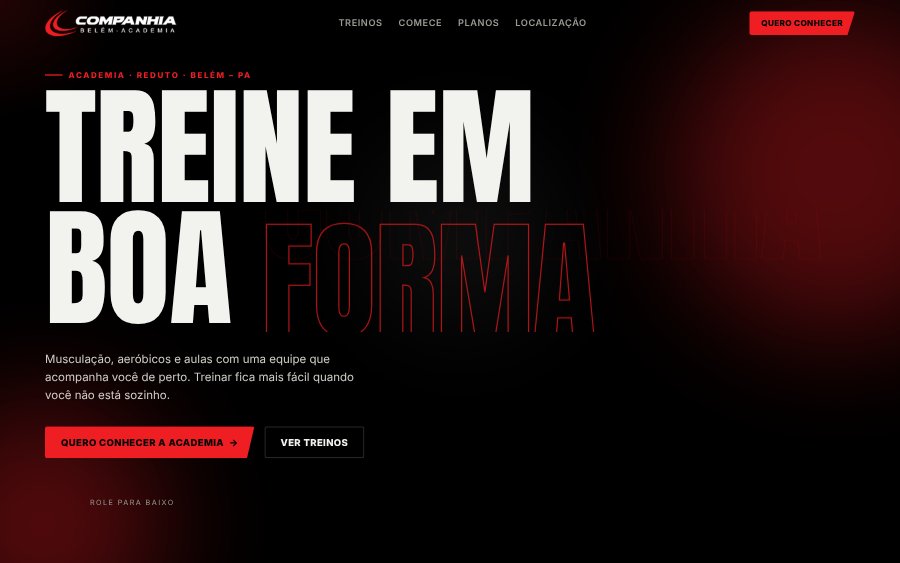 COMPANHIA
BELÉM-ACADEMIA
TREINOS COMECE PLANOS LOCALIZAÇÃO
QUERO CONHECER
ACADEMIA · REDUTO · BELÉM – PA
TREINE EM
BOA FORMA
Musculação, aeróbicos e aulas com uma equipe que
acompanha você de perto. Treinar fica mais fácil quando
você não está sozinho.
QUERO CONHECER A ACADEMIA →
VER TREINOS
ROLE PARA BAIXO